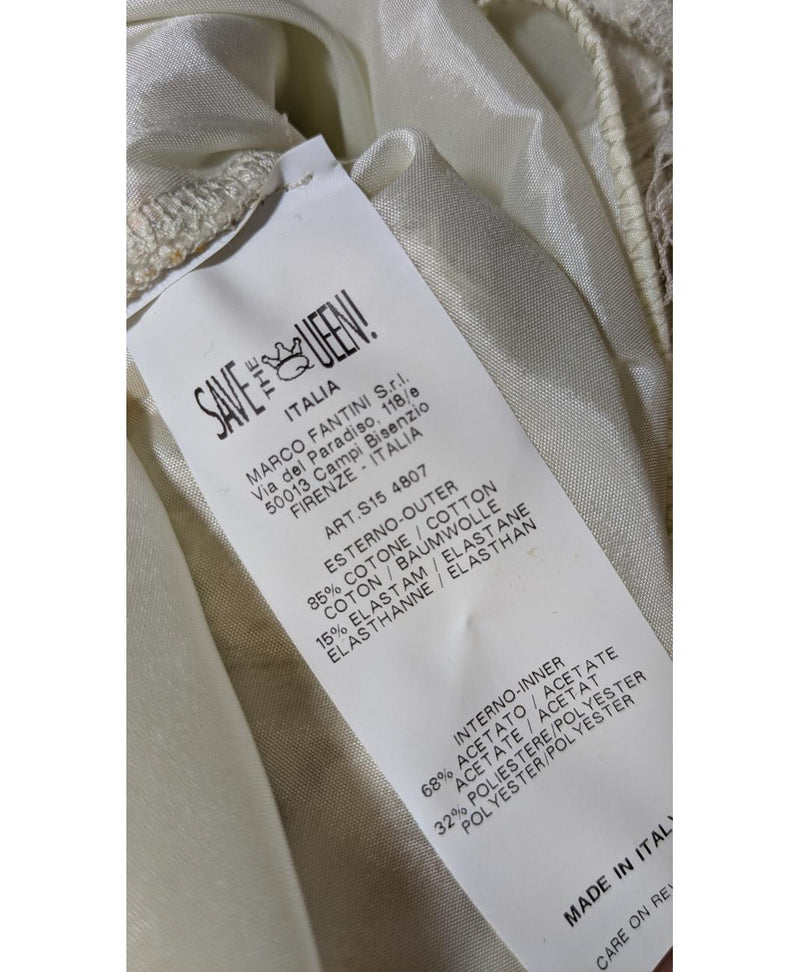 SAVE THE QUEEN!
ITALIA
MARCO FANTINI S.r.l.
Via del Paradiso, 118/e
50013 Campi Bisenzio
FIRENZE - ITALIA
ART.S15 4807
ESTERNO-OUTER
85% COTONE / COTTON
COTON / BAUMWOLLE
15% ELASTAM / ELASTANE
ELASTHANNE / ELASTHAN
INTERNO-INNER
68% ACETATO / ACETATE
ACETATE / ACETAT
32% POLIESTERE/POLYESTER
POLYESTER/POLYESTER
MADE IN ITALY
CARE ON REV